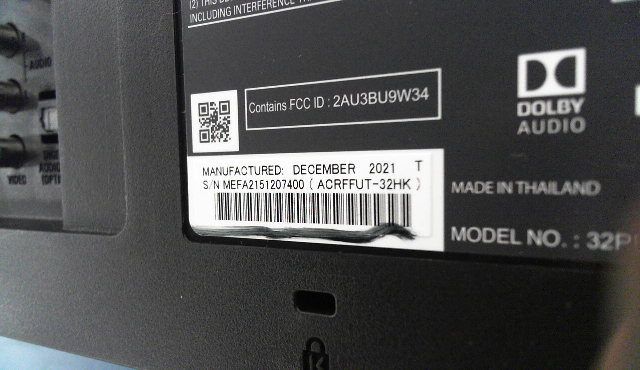 INCLUDING INTERFERENCE
Contains FCC ID : 2AU3BU9W34
DOLBY
AUDIO
MANUFACTURED: DECEMBER 2021 T
S/N MEFA2151207400 ( ACRFFUT-32HK )
MADE IN THAILAND
MODEL NO. : 32P
AUDIO
VIDEO